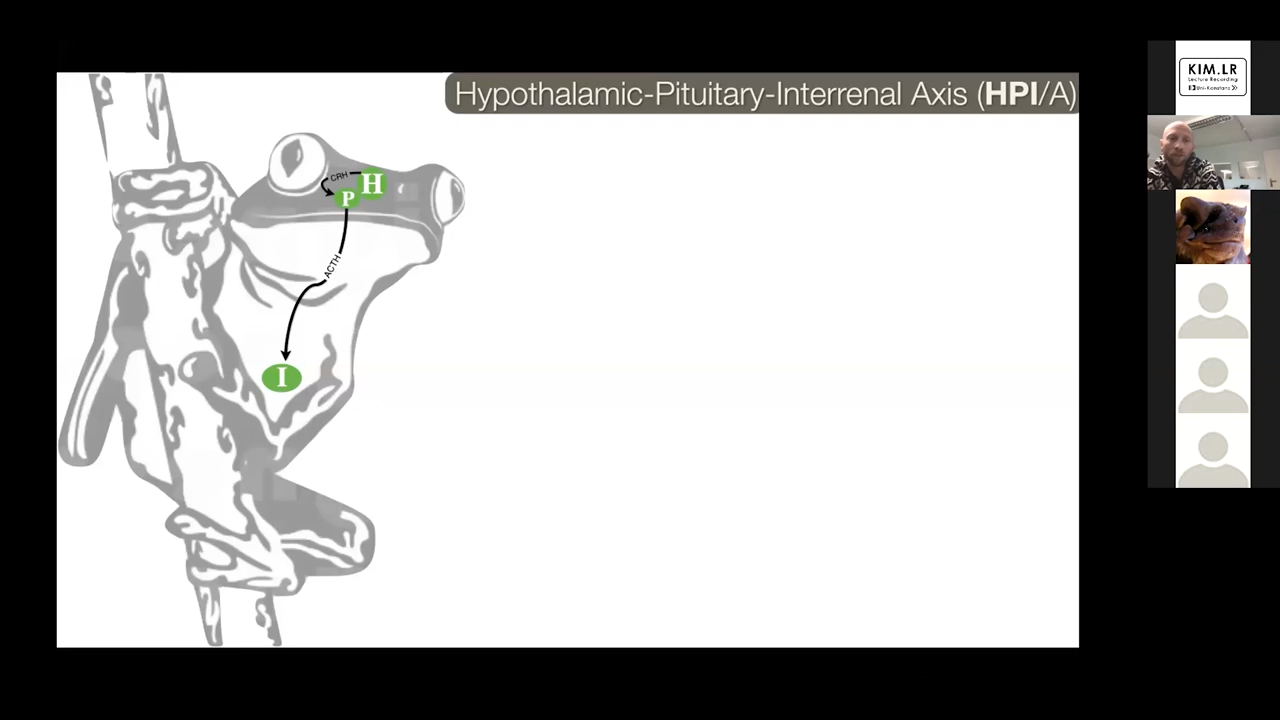 Hypothalamic-Pituitary-Interrenal Axis (HPI/A)
KIM.LR
Lecture Recording
Uni-Konstanz
CRH
H
P
ACTH
I